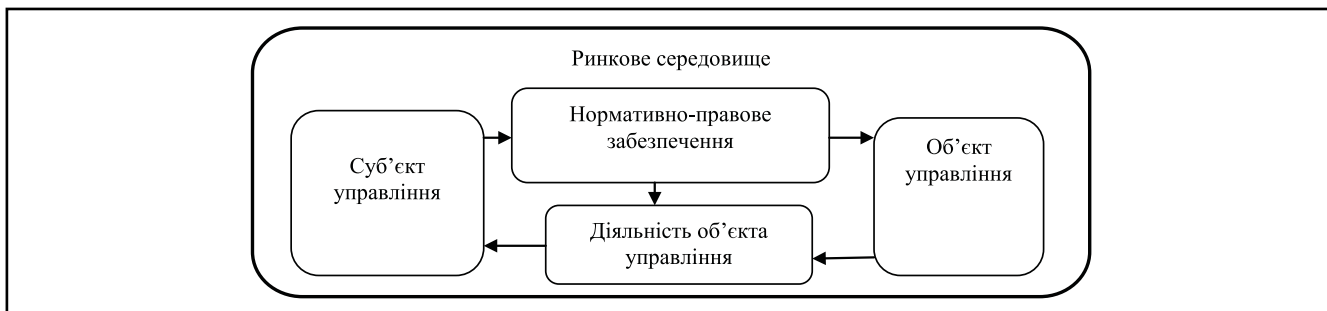 Ринкове середовище
Нормативно-правове
забезпечення
Суб’єкт
управління
Об’єкт
управління
Діяльність об’єкта
управління